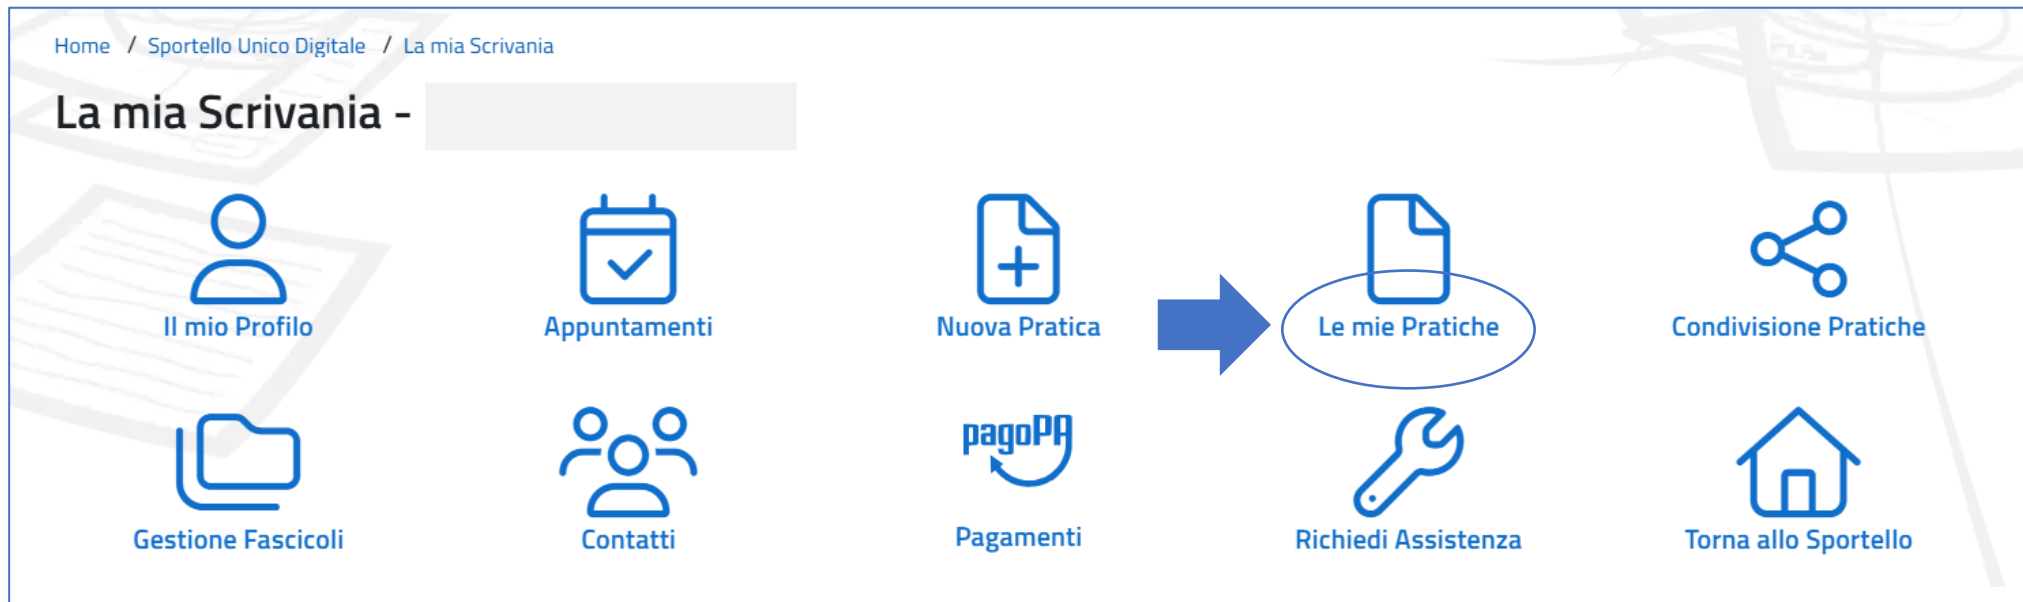 Home / Sportello Unico Digitale / La mia Scrivania
La mia Scrivania -
Il mio Profilo
Appuntamenti
Nuova Pratica
Le mie Pratiche
Condivisione Pratiche
pagoPA
Gestione Fascicoli
Contatti
Pagamenti
Richiedi Assistenza
Torna allo Sportello